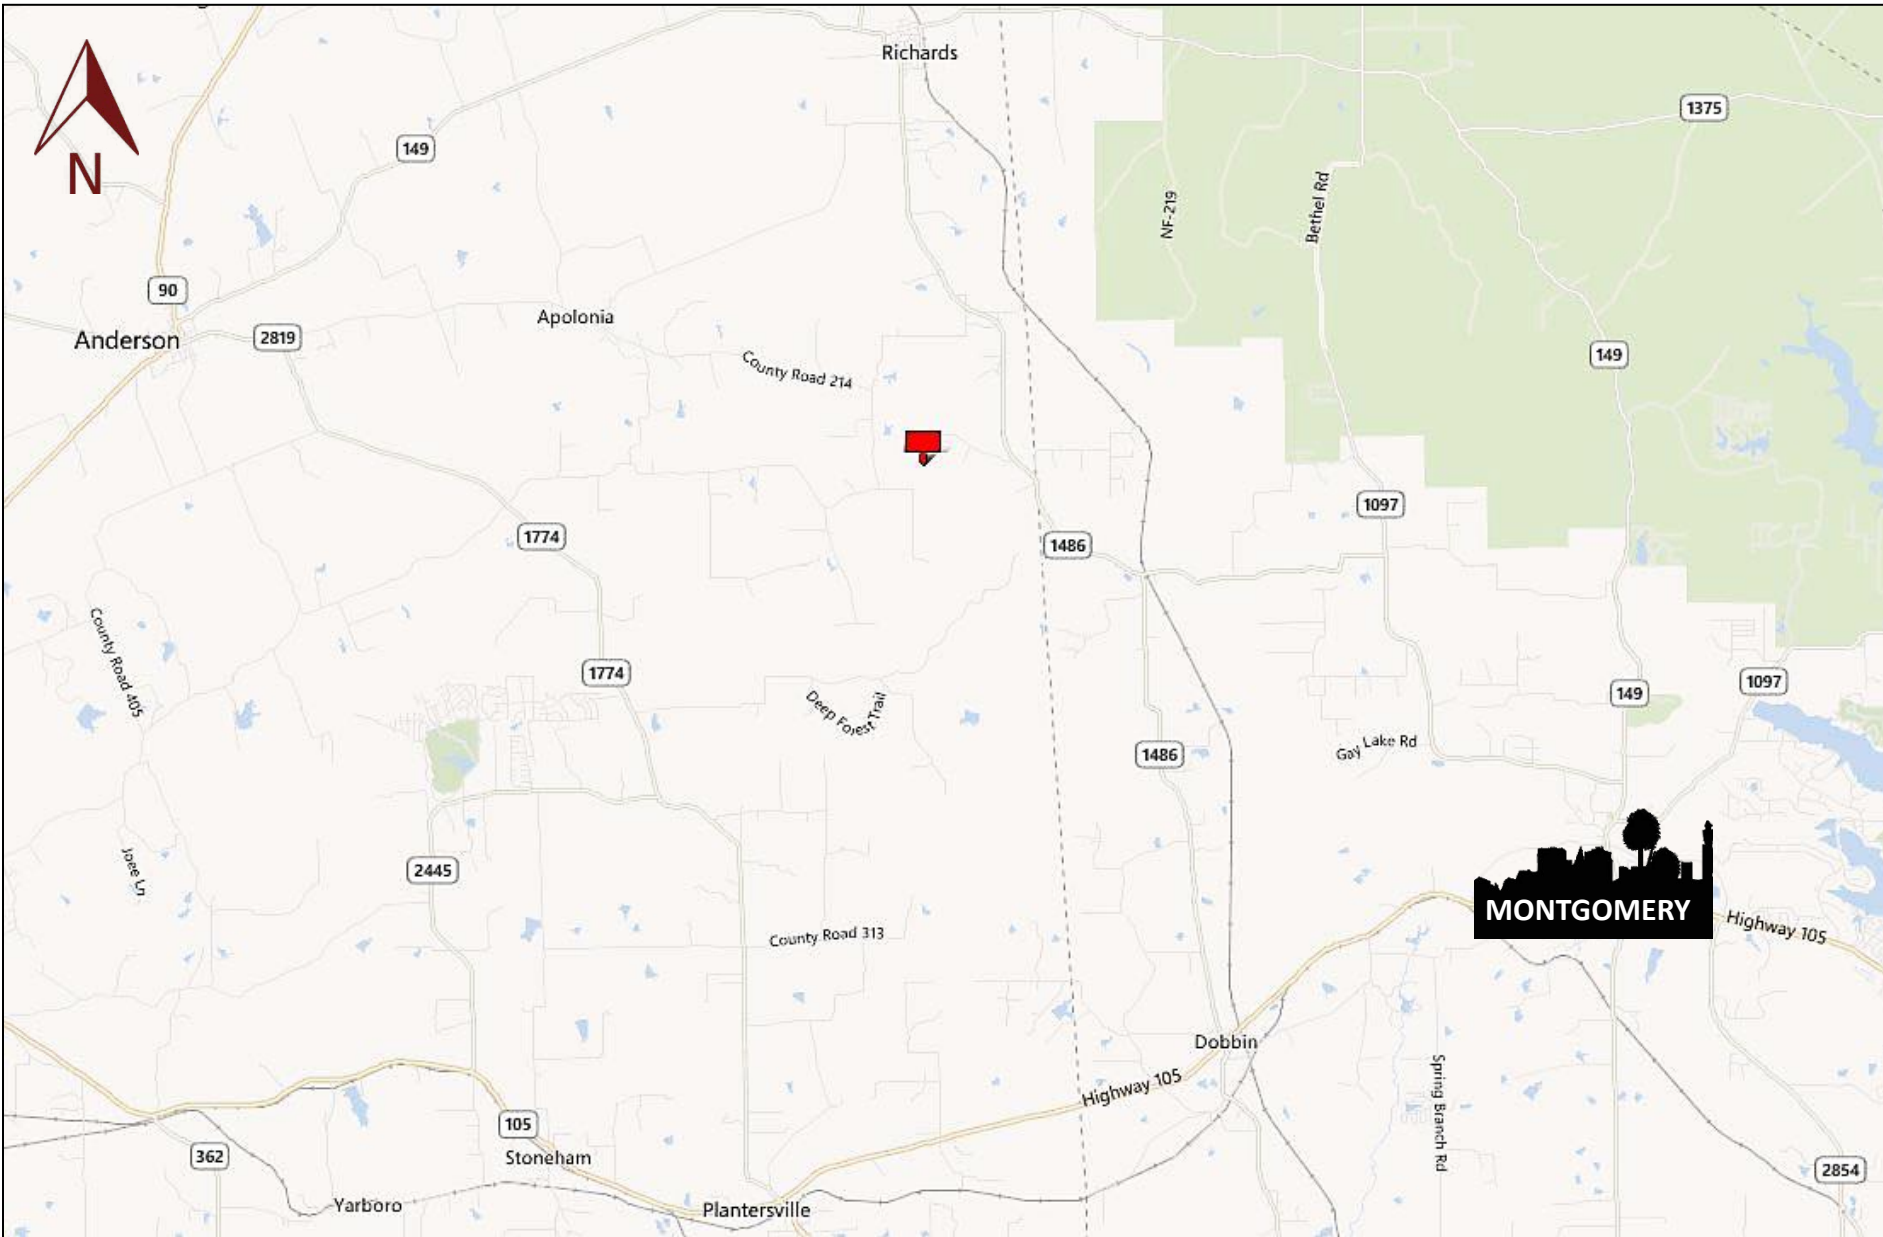 Richards
1375
149
N
NF-219
Bethel Rd
90
Apolonia
Anderson
2819
149
County Road 214
1097
1774
1486
County Road 405
1774
1097
149
Deep Forest Trail
Gay Lake Rd
1486
Joee Ln
2445
MONTGOMERY
Highway 105
County Road 313
Dobbin
Highway 105
Spring Branch Rd
105
362
Stoneham
2854
Yarboro
Plantersville